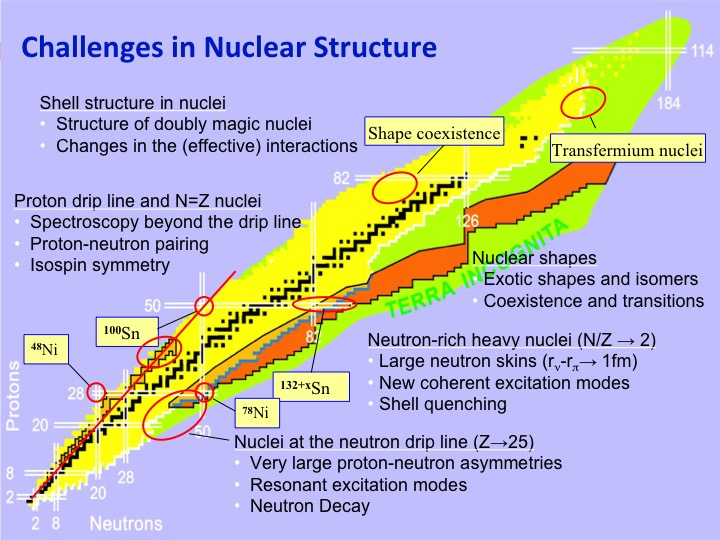 Challenges in Nuclear Structure
114
184
Shell structure in nuclei
• Structure of doubly magic nuclei
• Changes in the (effective) interactions
Shape coexistence
Transfermium nuclei
82
126
Proton drip line and N=Z nuclei
• Spectroscopy beyond the drip line
• Proton-neutron pairing
• Isospin symmetry
TERRA INCOGNITA
Nuclear shapes
• Exotic shapes and isomers
• Coexistence and transitions
50
100Sn
48Ni
Neutron-rich heavy nuclei (N/Z → 2)
• Large neutron skins (rν-rπ→ 1fm)
• New coherent excitation modes
• Shell quenching
132+xSn
78Ni
28
20
8
2
Protons
50
Nuclei at the neutron drip line (Z→25)
• Very large proton-neutron asymmetries
• Resonant excitation modes
• Neutron Decay
28
20
2 8
Neutrons